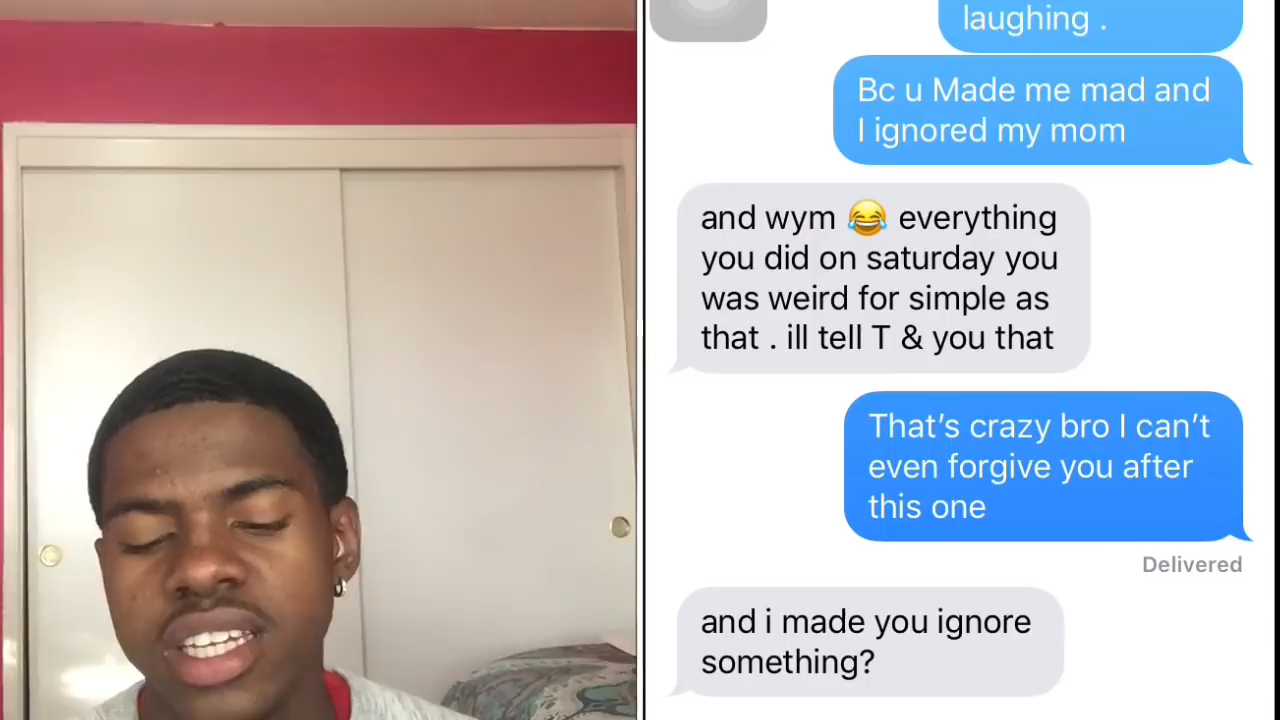 laughing .
Bc u Made me mad and
I ignored my mom
and wym 😂 everything
you did on saturday you
was weird for simple as
that . ill tell T & you that
That’s crazy bro I can’t
even forgive you after
this one
Delivered
and i made you ignore
something?